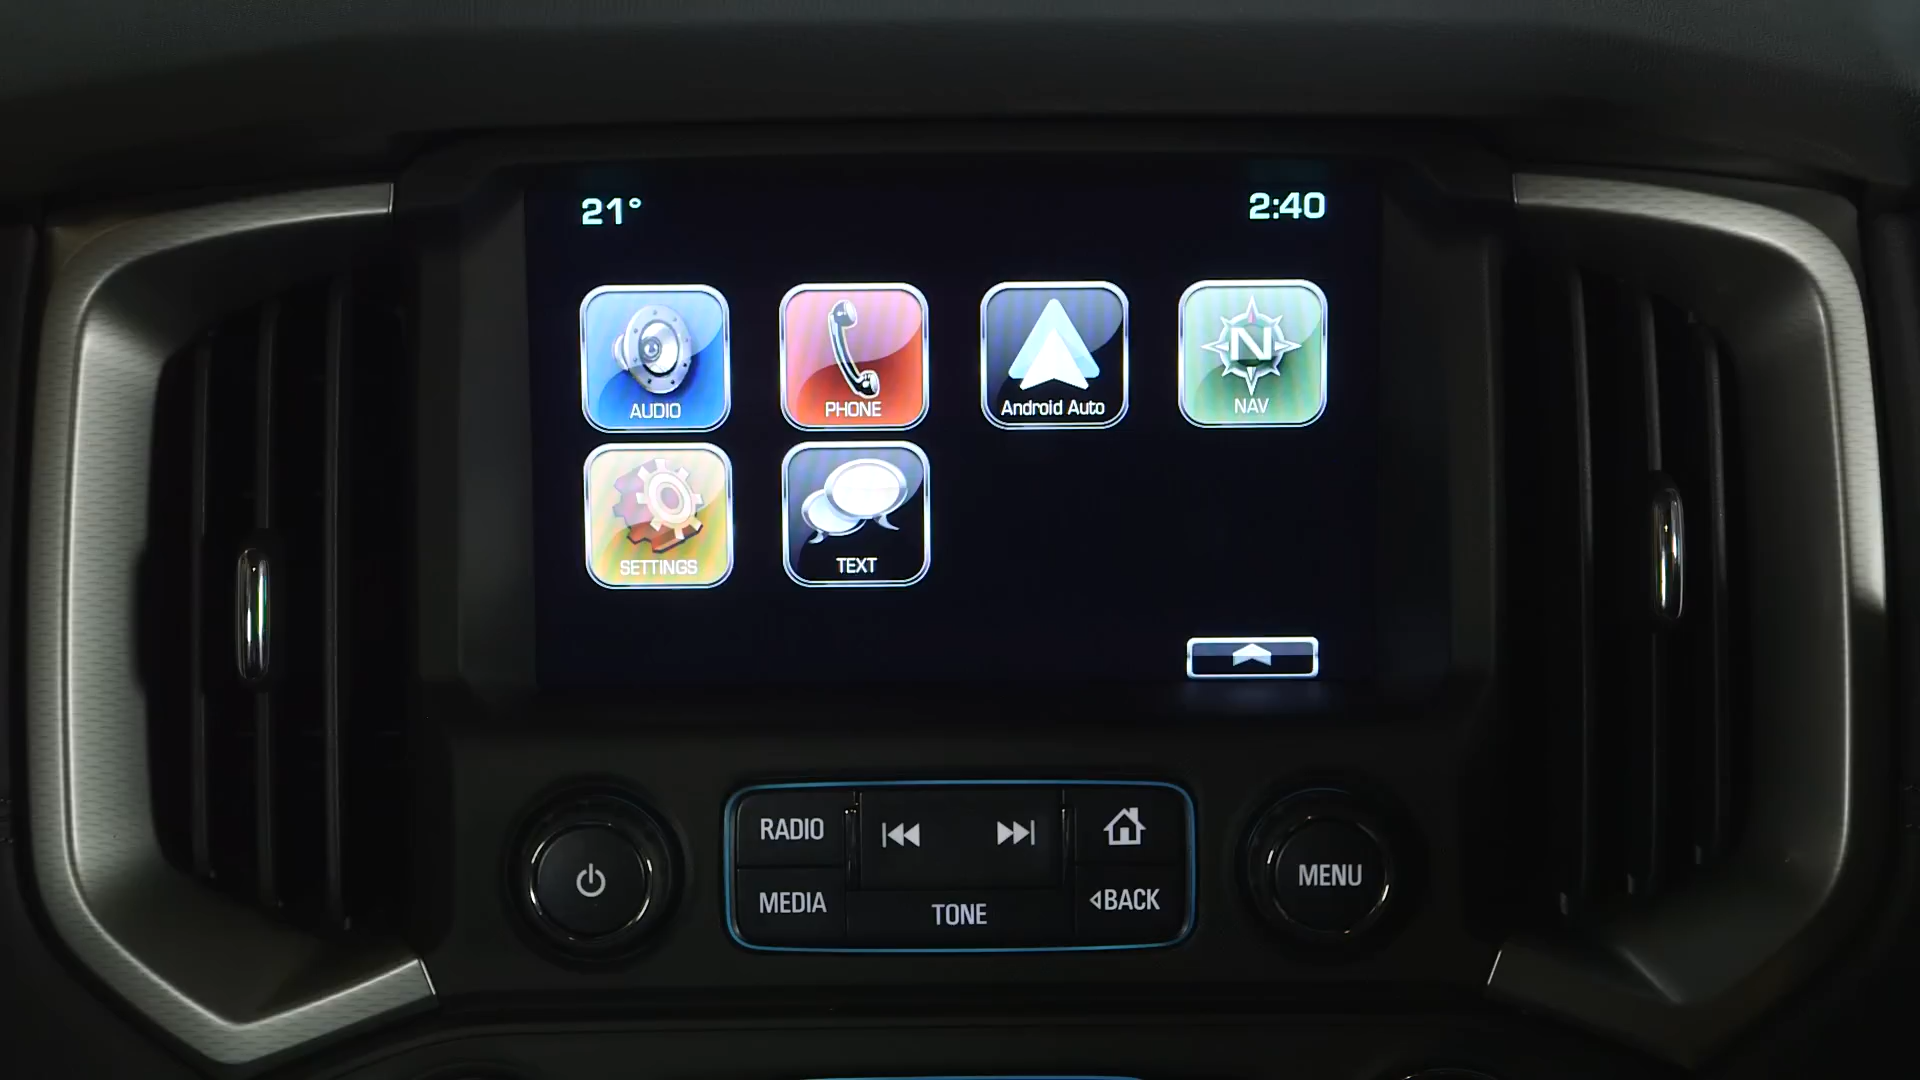 21° 2:40
AUDIO PHONE Android Auto N NAV
SETTINGS TEXT
RADIO
MEDIA TONE BACK
MENU